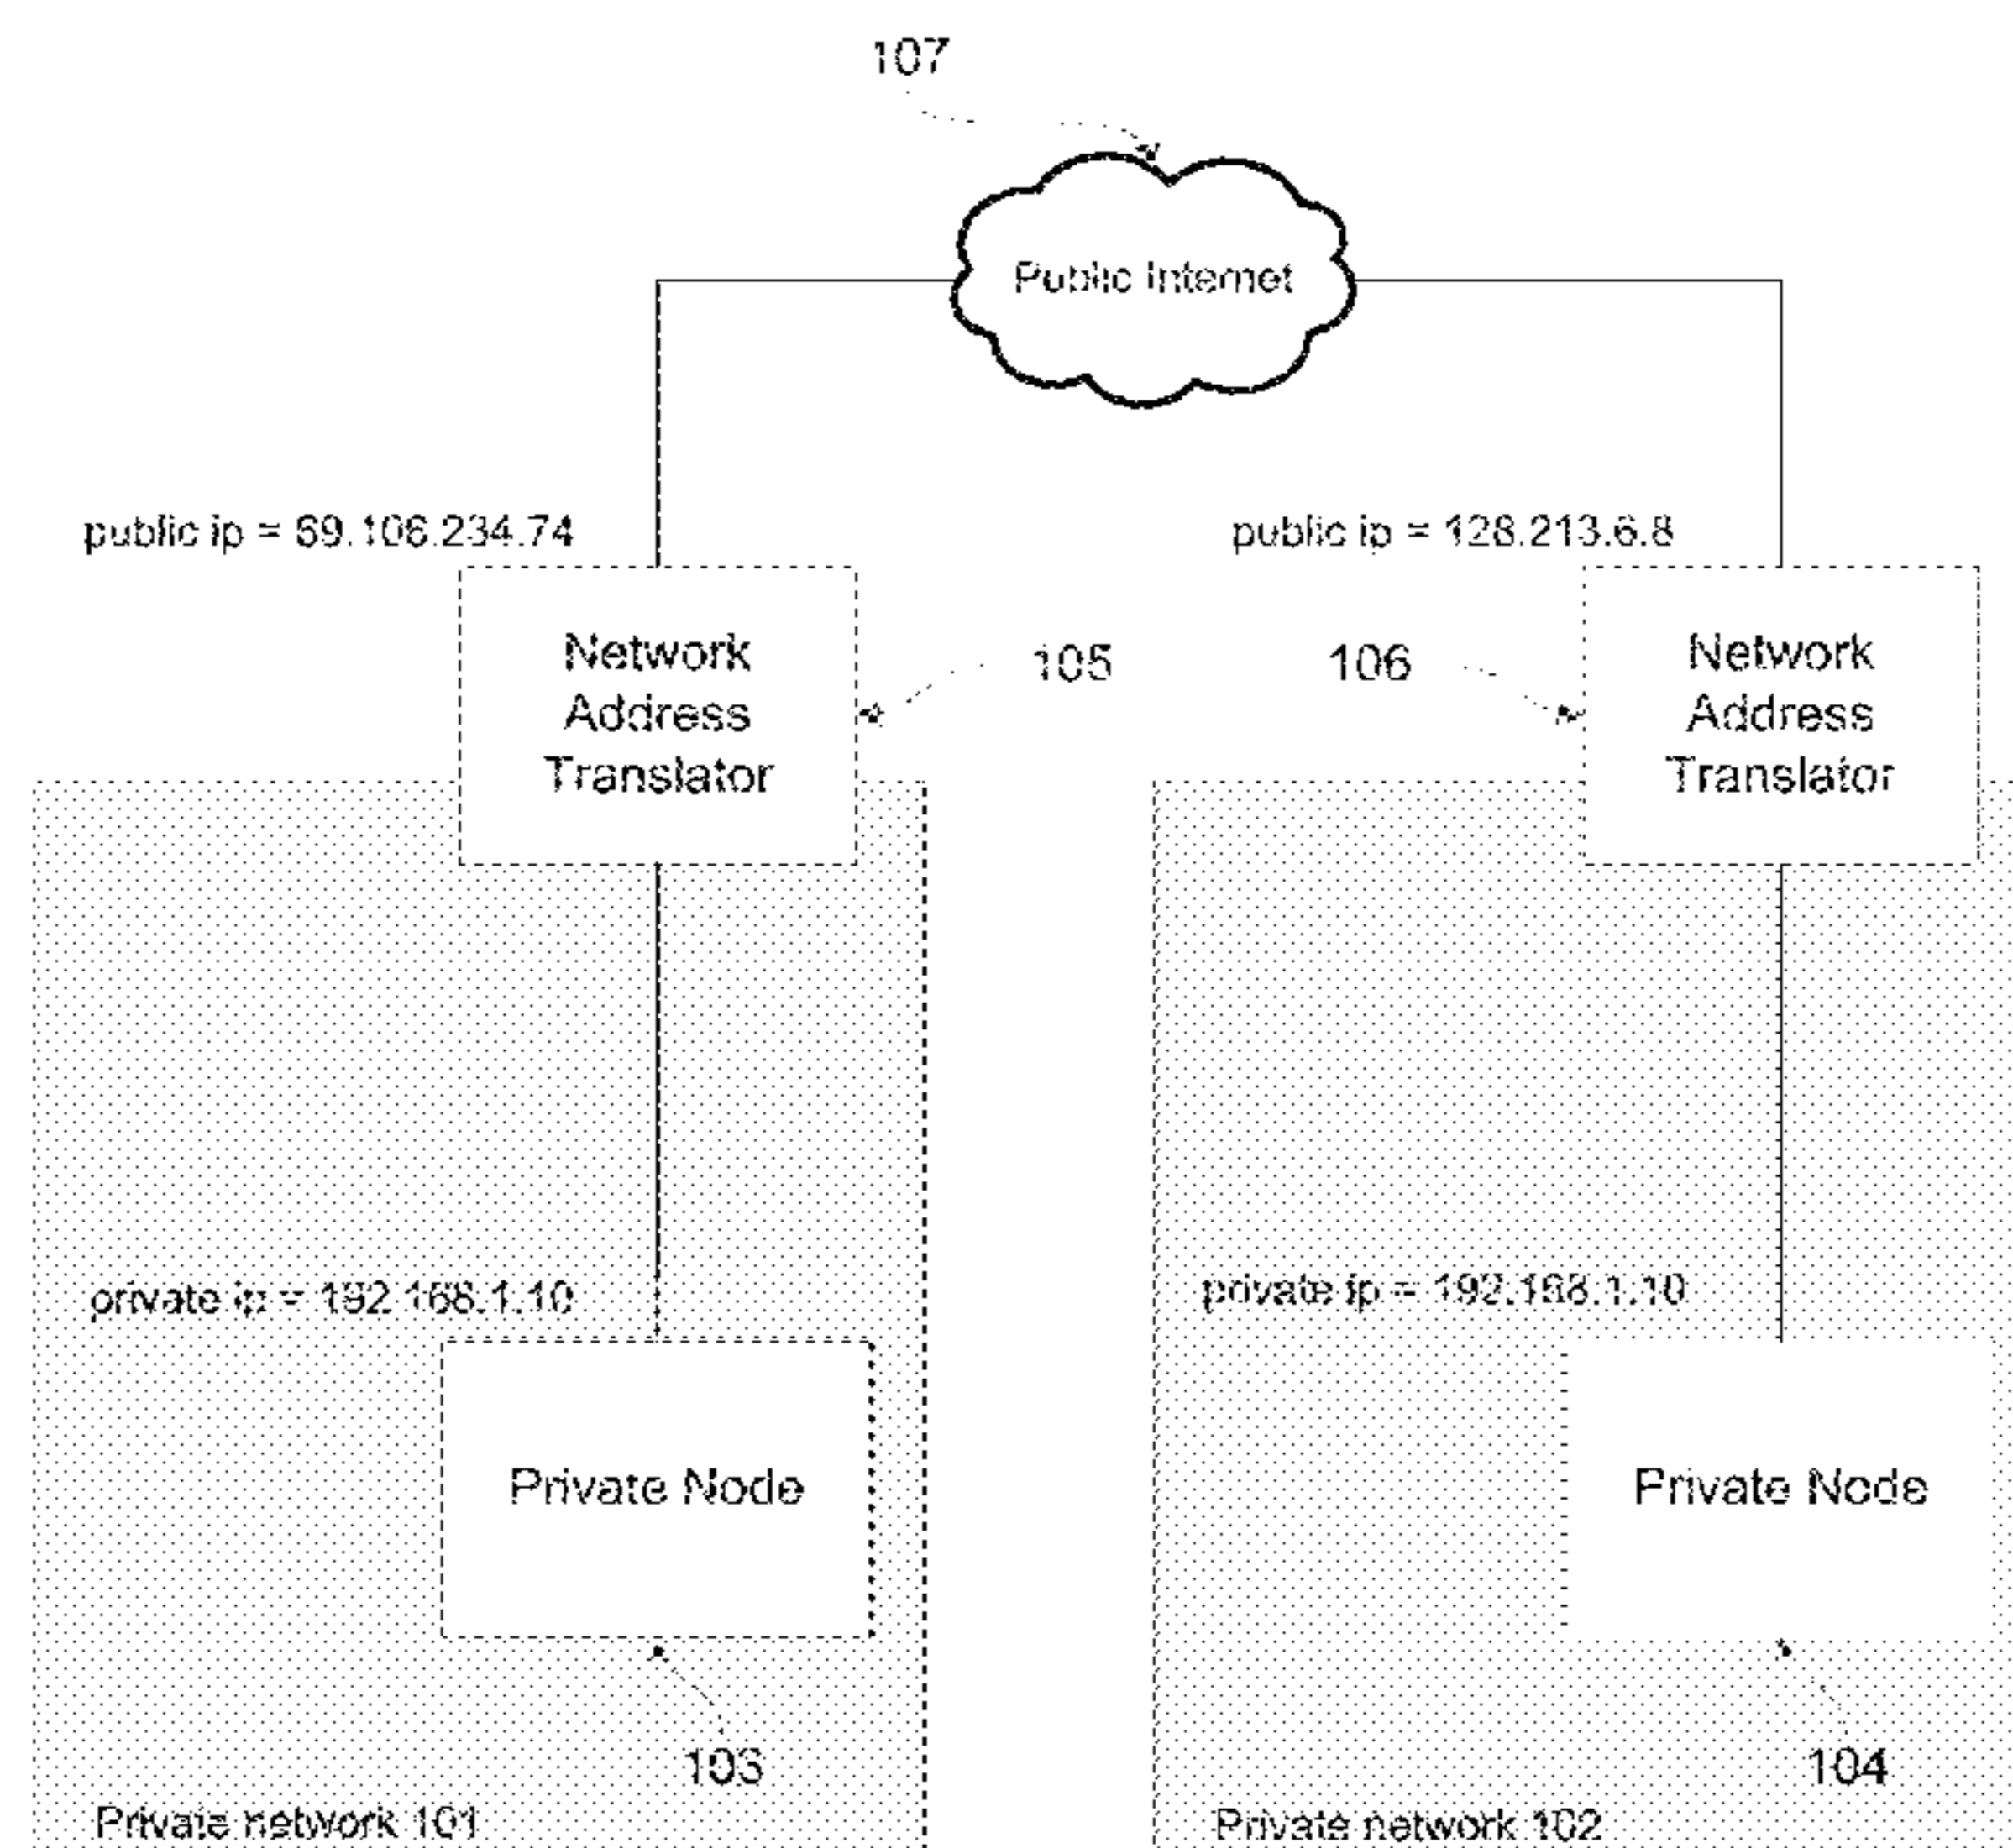 107
Public Internet
public ip = 69.106.234.74
public ip = 128.213.6.8
Network
Address
Translator
105
106
Network
Address
Translator
private ip = 192.168.1.10
private ip = 192.168.1.10
Private Node
Private Node
103
104
Private network 101
Private network 102